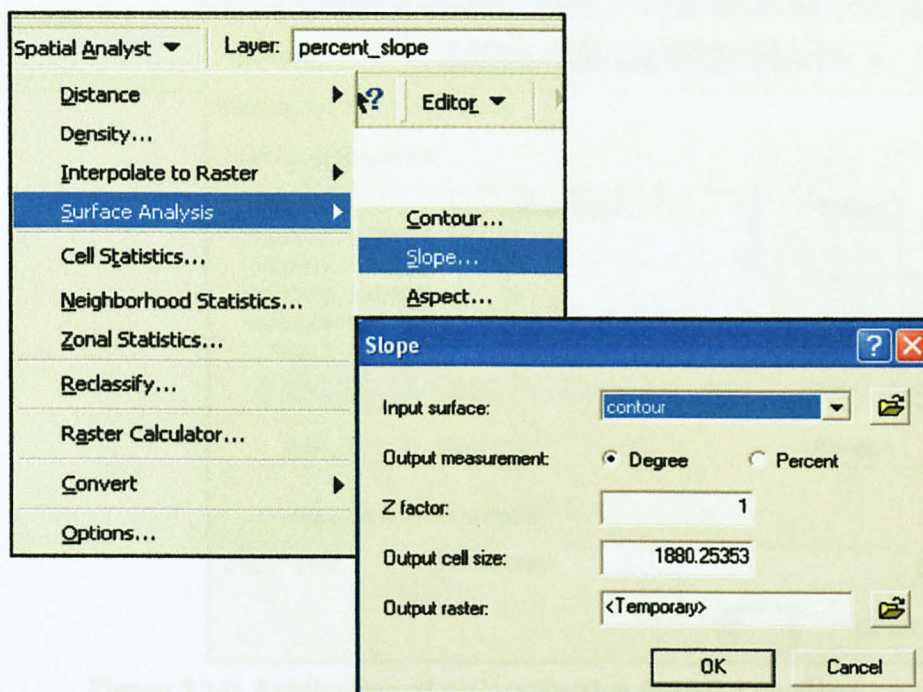 Spatial Analyst Layer: percent_slope
Distance
Density...
Interpolate to Raster
Surface Analysis
Cell Statistics...
Neighborhood Statistics...
Zonal Statistics...
Reclassify...
Raster Calculator...
Convert
Options...
? Editor
Contour...
Slope...
Aspect...
Slope ? X
Input surface: contour
Output measurement: Degree Percent
Z factor: 1
Output cell size: 1880.25353
Output raster: <Temporary>
OK Cancel